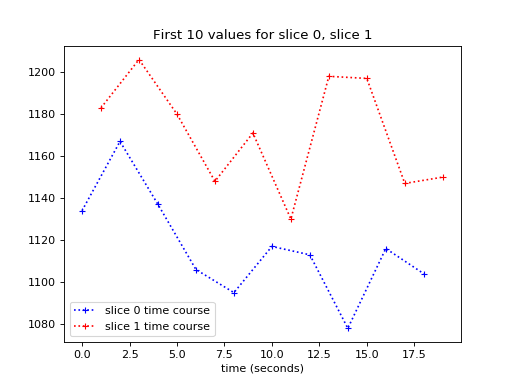 First 10 values for slice 0, slice 1
1200
1180
1160
1140
1120
1100
1080
slice 0 time course
slice 1 time course
0.0 2.5 5.0 7.5 10.0 12.5 15.0 17.5
time (seconds)